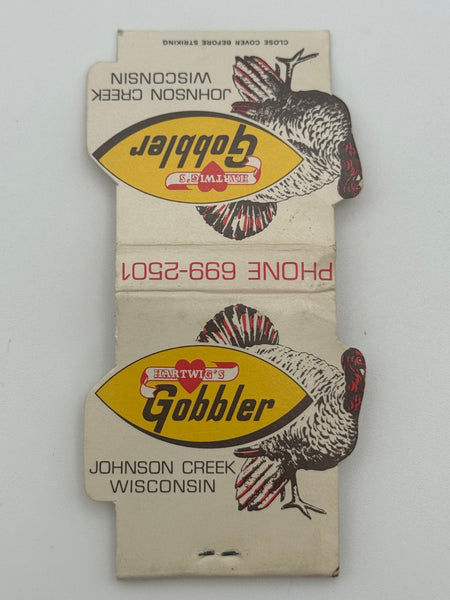 CLOSE COVER BEFORE STRIKING
JOHNSON CREEK
WISCONSIN
HARTWIG'S
Gobbler
PHONE 699-2501
HARTWIG'S
Gobbler
JOHNSON CREEK
WISCONSIN